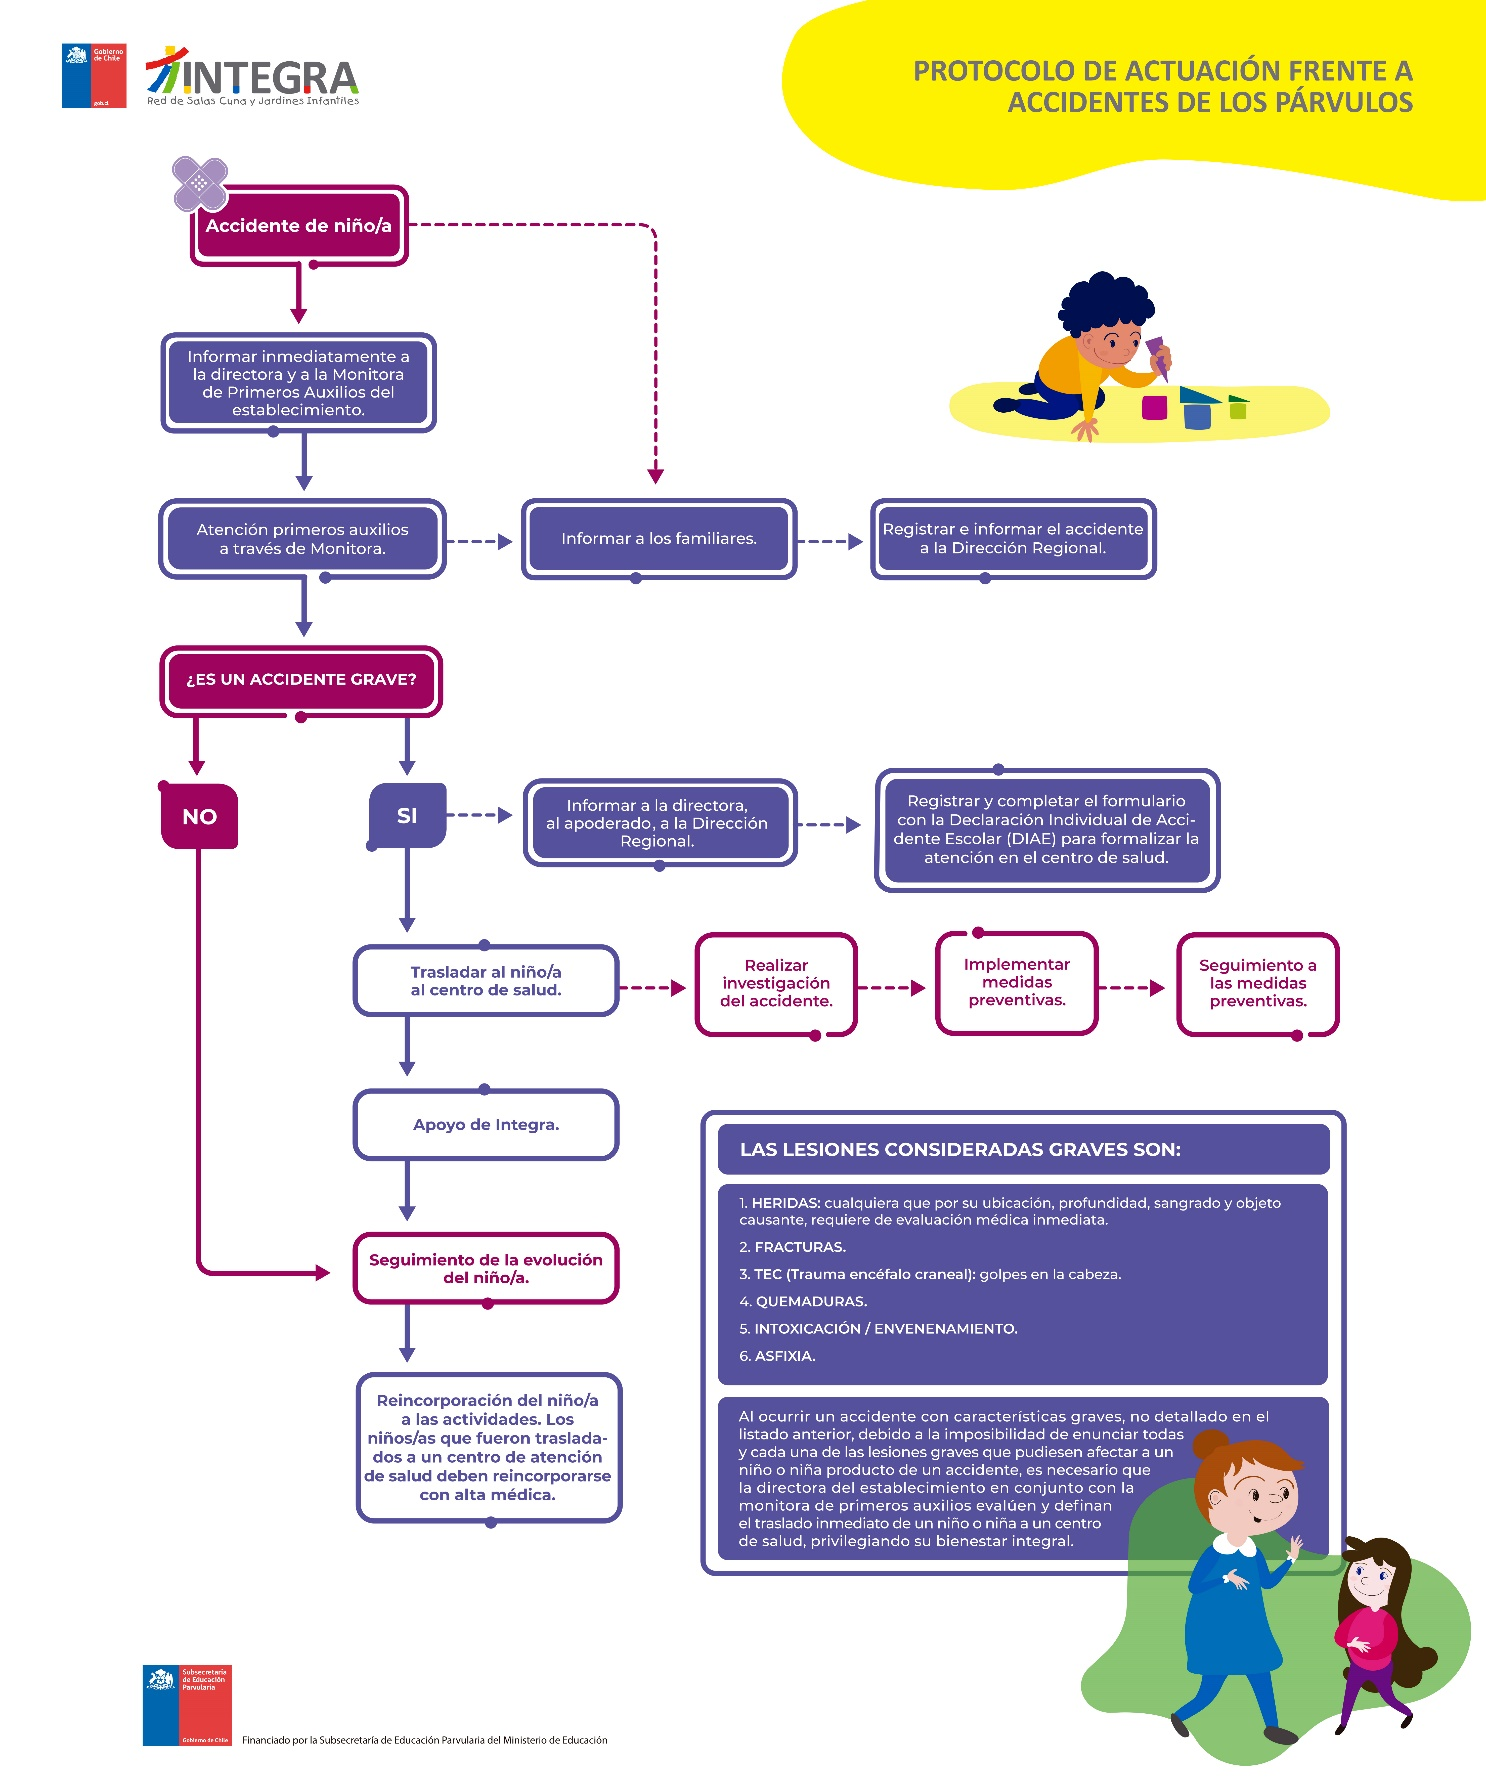 Gobierno
de Chile
gob.cl
INTEGRA
Red de Salas Cuna y Jardines Infantiles
PROTOCOLO DE ACTUACIÓN FRENTE A
ACCIDENTES DE LOS PÁRVULOS
Accidente de niño/a
Informar inmediatamente a
la directora y a la Monitora
de Primeros Auxilios del
establecimiento.
Atención primeros auxilios
a través de Monitora.
Informar a los familiares.
Registrar e informar el accidente
a la Dirección Regional.
¿ES UN ACCIDENTE GRAVE?
NO
SI
Informar a la directora,
al apoderado, a la Dirección
Regional.
Registrar y completar el formulario
con la Declaración Individual de Acci-
dente Escolar (DIAE) para formalizar la
atención en el centro de salud.
Trasladar al niño/a
al centro de salud.
Realizar
investigación
del accidente.
Implementar
medidas
preventivas.
Seguimiento a
las medidas
preventivas.
Apoyo de Integra.
Seguimiento de la evolución
del niño/a.
Reincorporación del niño/a
a las actividades. Los
niños/as que fueron traslada-
dos a un centro de atención
de salud deben reincorporarse
con alta médica.
LAS LESIONES CONSIDERADAS GRAVES SON:
1. HERIDAS: cualquiera que por su ubicación, profundidad, sangrado y objeto
causante, requiere de evaluación médica inmediata.
2. FRACTURAS.
3. TEC (Trauma encéfalo craneal): golpes en la cabeza.
4. QUEMADURAS.
5. INTOXICACIÓN / ENVENENAMIENTO.
6. ASFIXIA.
Al ocurrir un accidente con características graves, no detallado en el
listado anterior, debido a la imposibilidad de enunciar todas
y cada una de las lesiones graves que pudiesen afectar a un
niño o niña producto de un accidente, es necesario que
la directora del establecimiento en conjunto con la
monitora de primeros auxilios evalúen y definan
el traslado inmediato de un niño o niña a un centro
de salud, privilegiando su bienestar integral.
Subsecretaría
de Educación
Parvularia
Gobierno de Chile
Financiado por la Subsecretaría de Educación Parvularia del Ministerio de Educación